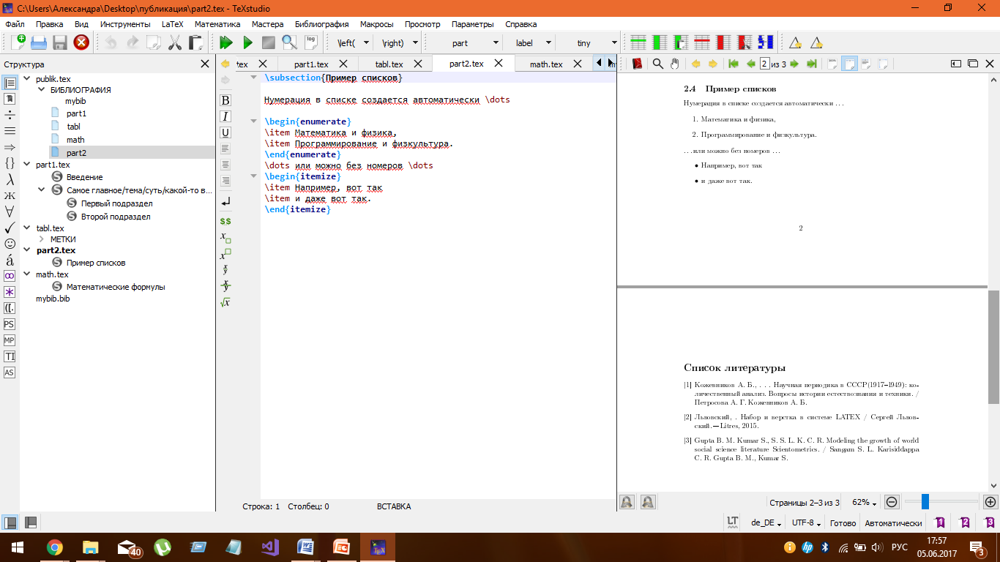 C:\Users\Александра\Desktop\публикация\part2.tex - TeXstudio
Файл Правка Вид Инструменты LaTeX Математика Мастера Библиография Макросы Просмотр Параметры Справка
log \left( \right) part label tiny
Структура
tex part1.tex tabl.tex part2.tex math.tex
2 из 3
publik.tex
БИБЛИОГРАФИЯ
mybib
part1
tabl
math
part2
part1.tex
Введение
Самое главное/тема/суть/какой-то в...
Первый подраздел
Второй подраздел
tabl.tex
МЕТКИ
part2.tex
Пример списков
math.tex
Математические формулы
mybib.bib
PS
MP
TI
AS
B
I
U
\subsection{Пример списков}
Нумерация в списке создается автоматически \dots
\begin{enumerate}
\item Математика и физика,
\item Программирование и физкультура.
\end{enumerate}
\dots или можно без номеров \dots
\begin{itemize}
\item Например, вот так
\item и даже вот так.
\end{itemize}
Строка: 1 Столбец: 0 ВСТАВКА
2.4 Пример списков
Нумерация в списке создается автоматически ...
1. Математика и физика,
2. Программирование и физкультура.
...или можно без номеров ...
• Например, вот так
• и даже вот так.
2
Список литературы
[1] Кожевников А. Б., . . . Научная периодика в СССР(1917–1949): ко-
личественный анализ. Вопросы истории естествознания и техники. /
Петросова А. Г. Кожевников А. Б.
[2] Львовский, . Набор и верстка в системе LATEX / Сергей Львов-
ский. — Litres, 2015.
[3] Gupta B. M. Kumar S., S. S. L. K. C. R. Modeling the growth of world
social science literature Scientometrics. / Sangam S. L. Karisiddappa
C. R. Gupta B. M., Kumar S.
Страницы 2–3 из 3 62%
LT de_DE UTF-8 Готово Автоматически 1 2 3
40 РУС 17:57
05.06.2017 3